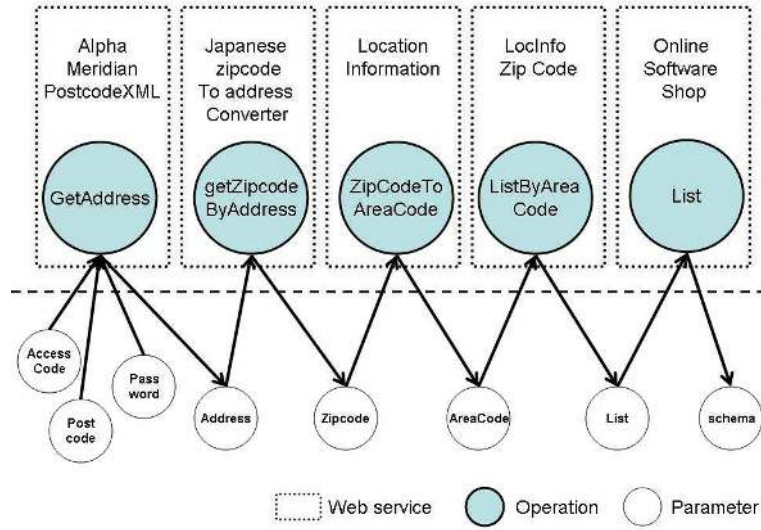 Alpha
Meridian
PostcodeXML
Japanese
zipcode
To address
Converter
Location
Information
LocInfo
Zip Code
Online
Software
Shop
GetAddress
getZipcode
ByAddress
ZipCodeTo
AreaCode
ListByArea
Code
List
Access
Code
Post
code
Pass
word
Address
Zipcode
AreaCode
List
schema
Web service
Operation
Parameter